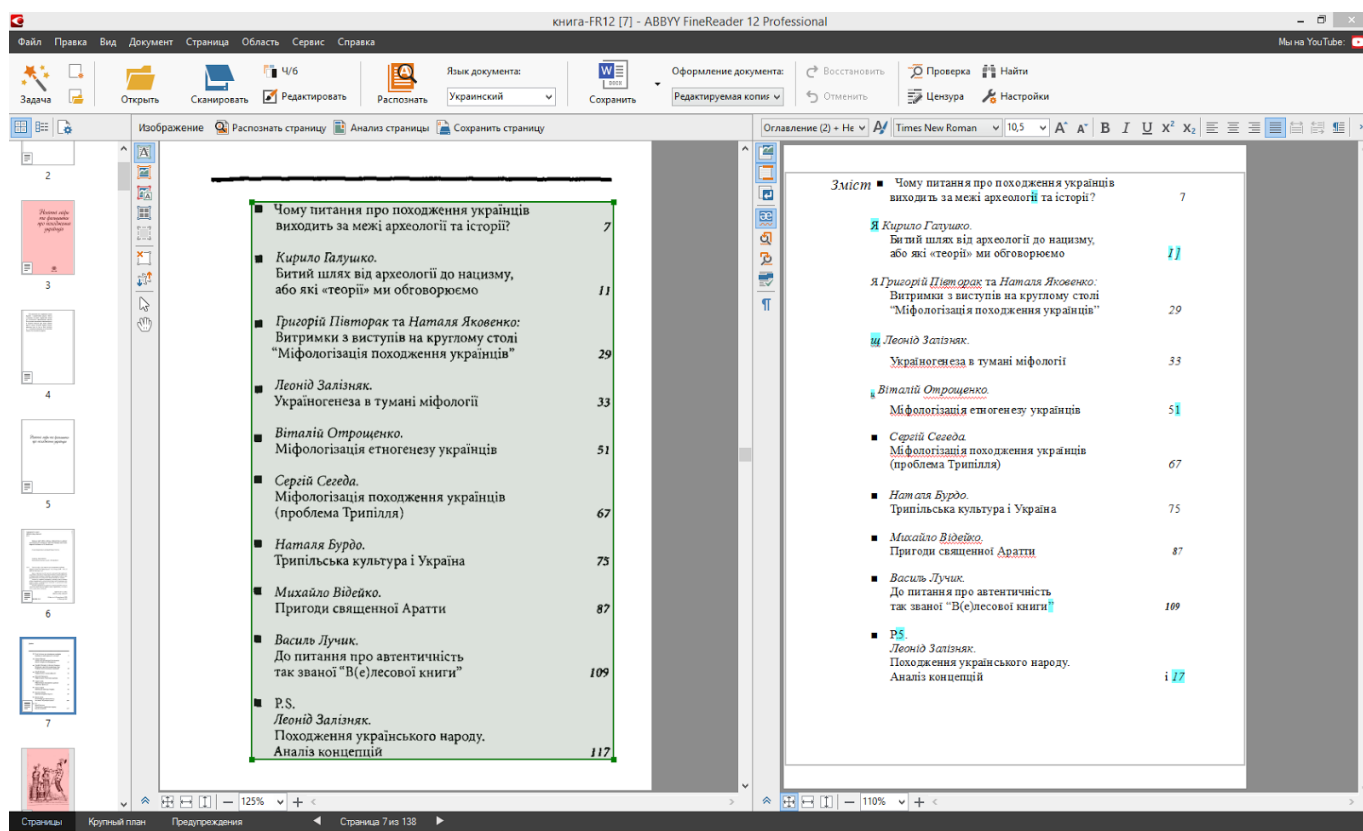 книга-FR12 [7] - ABBYY FineReader 12 Professional
Файл Правка Вид Документ Страница Область Сервис Справка Мы на YouTube:
Задача Открыть Сканировать Ч/б Редактировать Распознать Язык документа: Украинский Сохранить Оформление документа: Редактируемая копия Восстановить Отменить Проверка Найти Цензура Настройки
Изображение Распознать страницу Анализ страницы Сохранить страницу
Оглавление (2) + Не Times New Roman 10,5
2
3
4
5
6
7
Чому питання про походження українців
виходить за межі археології та історії? 7
Кирило Галушко.
Битий шлях від археології до нацизму,
або які «теорії» ми обговорюємо 11
Григорій Півторак та Наталя Яковенко:
Витримки з виступів на круглому столі
“Міфологізація походження українців” 29
Леонід Залізняк.
Україногенеза в тумані міфології 33
Віталій Отрощенко.
Міфологізація етногенезу українців 51
Сергій Сегеда.
Міфологізація походження українців
(проблема Трипілля) 67
Наталя Бурдо.
Трипільська культура і Україна 75
Михайло Відейко.
Пригоди священної Аратти 87
Василь Лучик.
До питання про автентичність
так званої “В(е)лесової книги” 109
P.S.
Леонід Залізняк.
Походження українського народу.
Аналіз концепцій 117
Зміст ■ Чому питання про походження українців
виходить за межі археології та історії? 7
Я Кирило Галушко.
Битий шлях від археології до нацизму,
або які «теорії» ми обговорюємо 1]
Я Григорій Півторак та Наталя Яковенко:
Витримки з виступів на круглому столі
“Міфологізація походження українців” 29
щ Леонід Залізняк.
Україногенеза в тумані міфології 33
Віталій Отрощенко.
Міфологізація етногенезу українців 51
■ Сергій Сегеда.
Міфологізація походження українців
(проблема Трипілля) 67
■ Наталя Бурдо.
Трипільська культура і Україна 75
■ Михайло Відейко.
Пригоди священної Аратти 87
■ Василь Лучик.
До питання про автентичність
так званої “В(е)лесової книги” 109
■ P5.
Леонід Залізняк.
Походження українського народу.
Аналіз концепцій і 17
125% 110%
Страницы Крупный план Предупреждения Страница 7 из 138